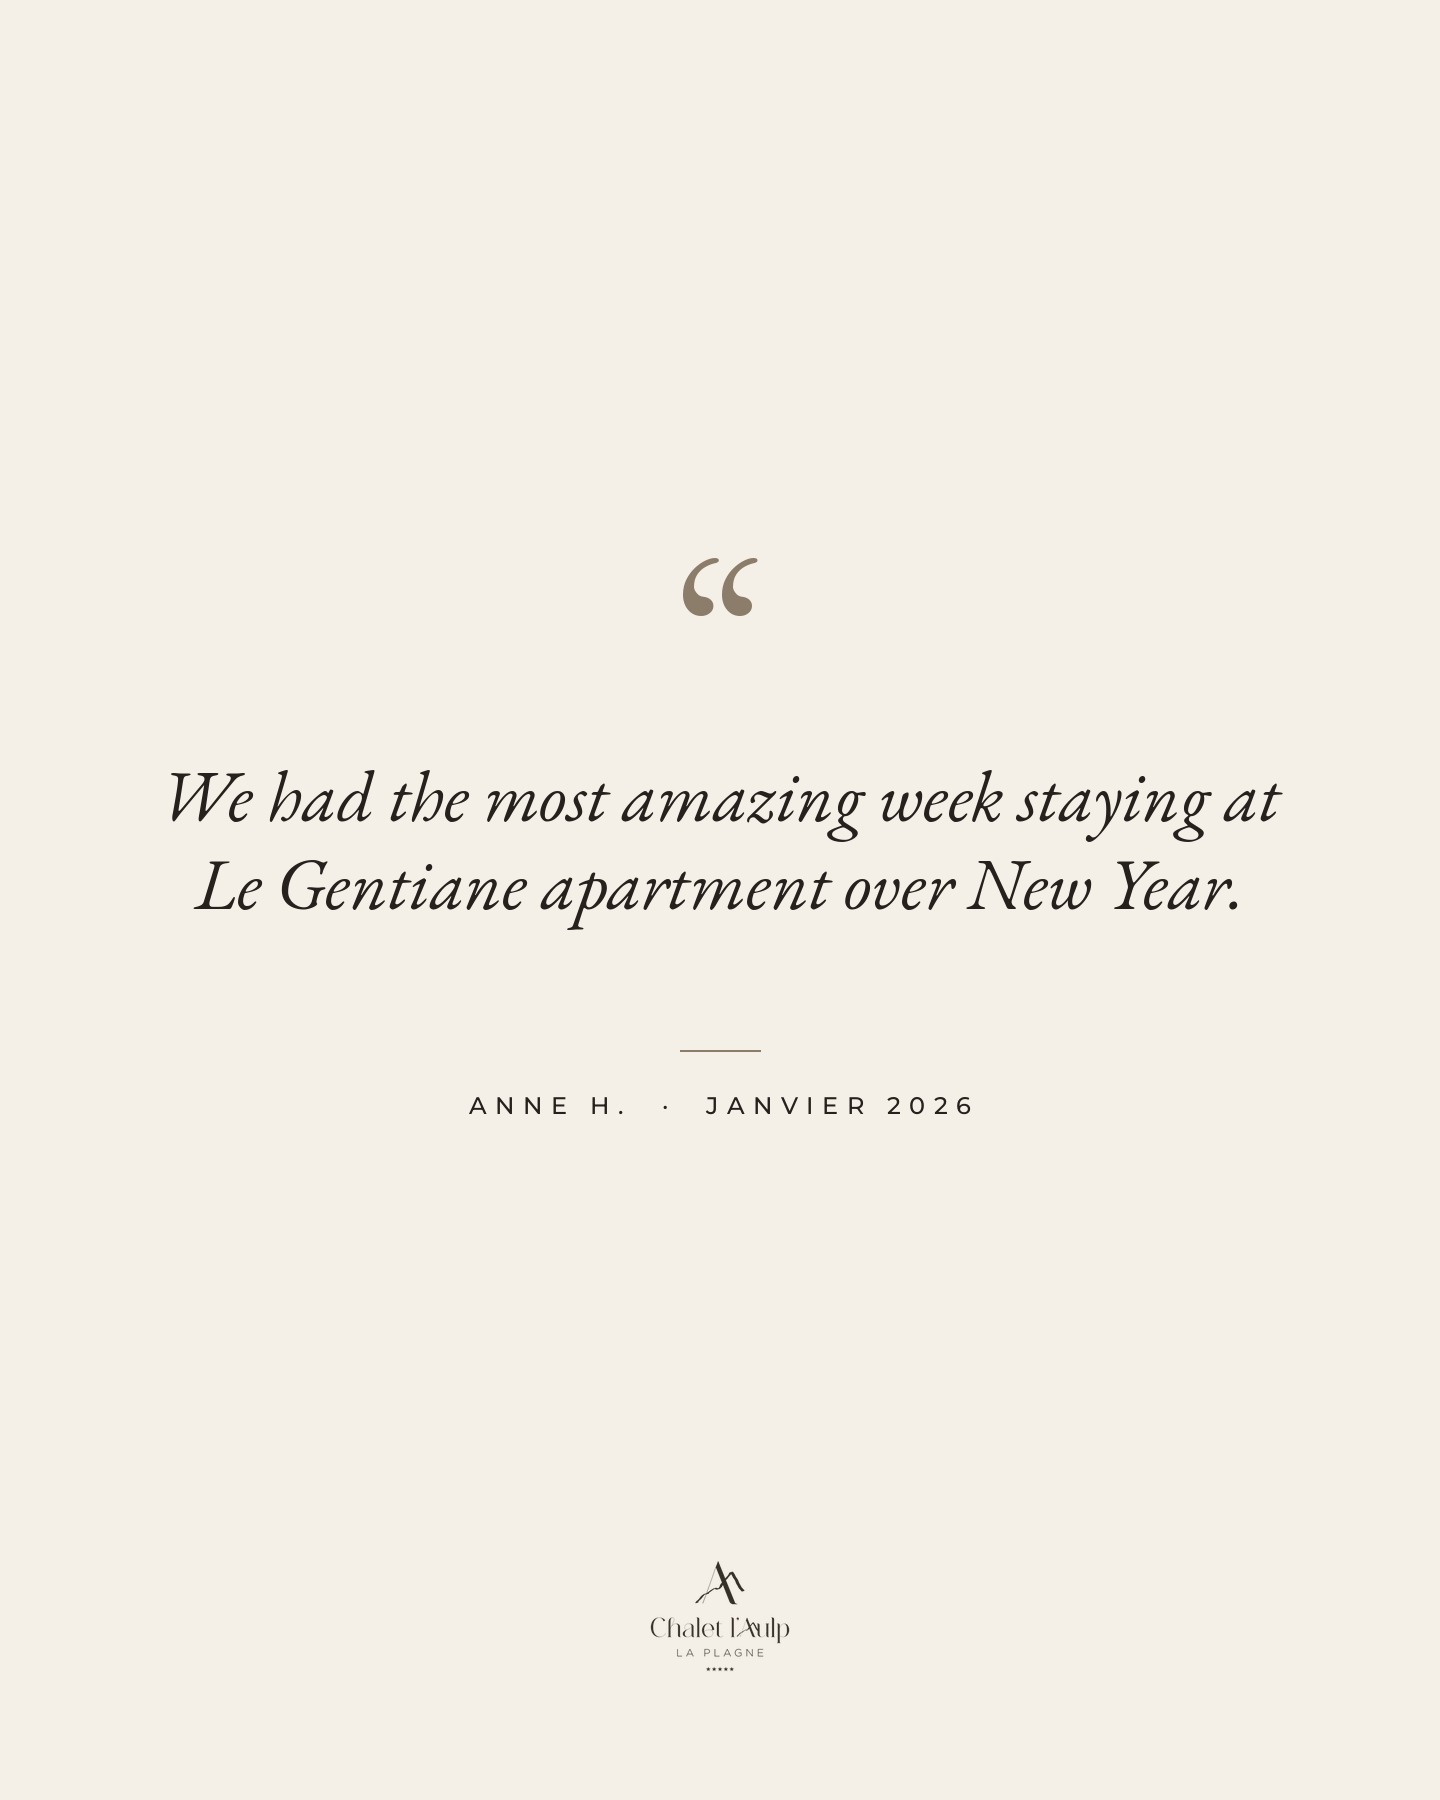 “
We had the most amazing week staying at
Le Gentiane apartment over New Year.
ANNE H. · JANVIER 2026
Chalet l'Aulp
LA PLAGNE
★★★★★